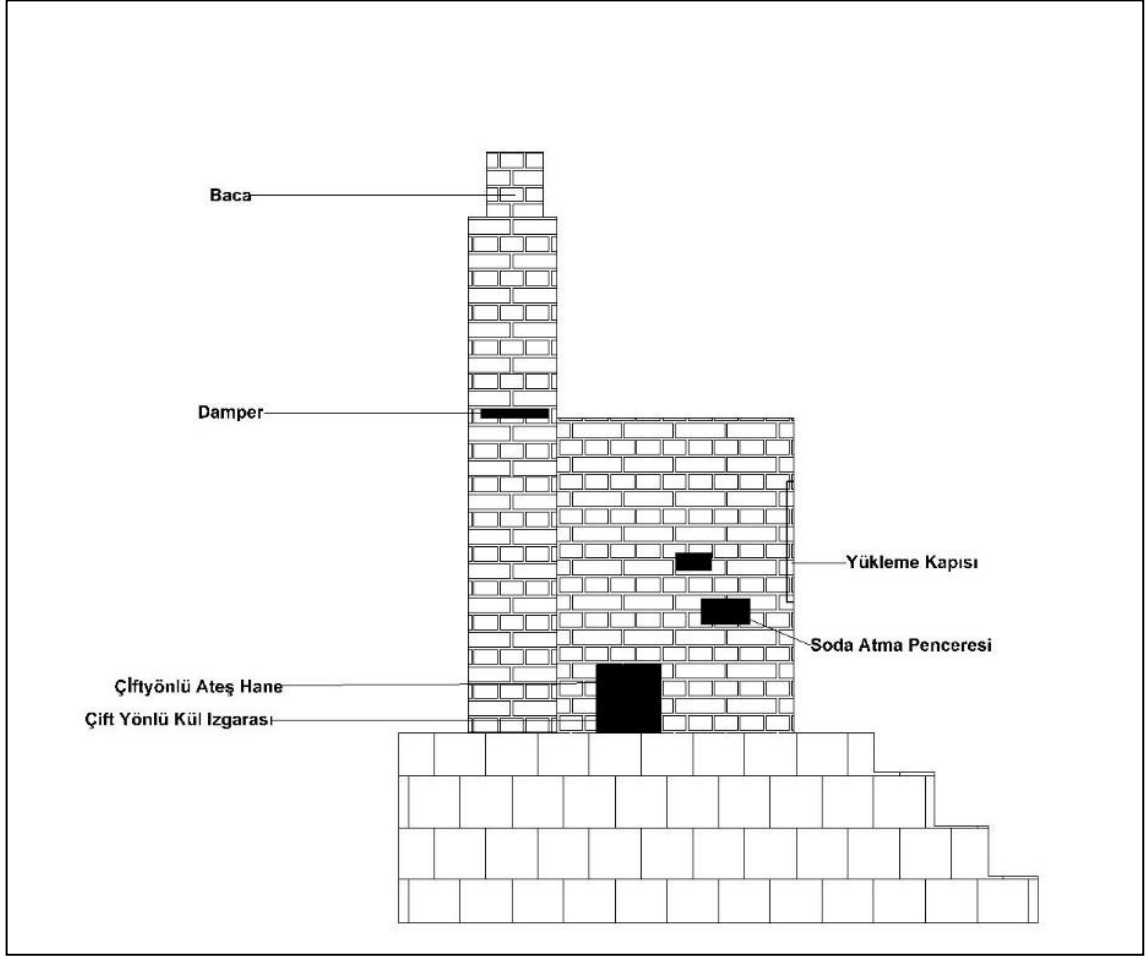 Baca
Damper
Yükleme Kapısı
Soda Atma Penceresi
Çİftyönlü Ateş Hane
Çift Yönlü Kül Izgarası